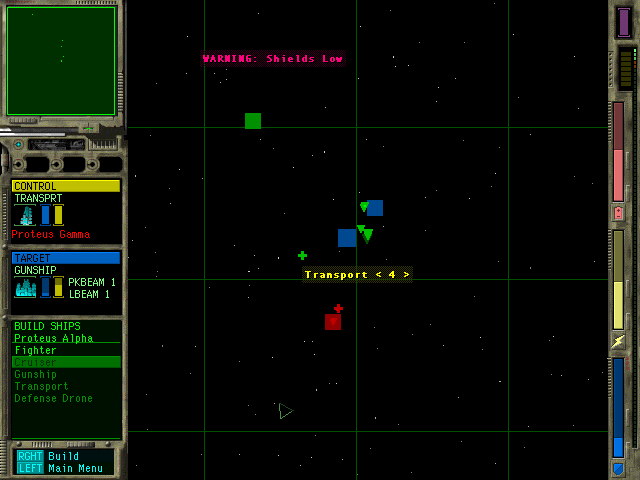 WARNING: Shields Low
CONTROL
TRANSPRT
Proteus Gamma
TARGET
GUNSHIP
PKBEAM 1
LBEAM 1
Transport < 4 >
BUILD SHIPS
Proteus Alpha
Fighter
Cruiser
Gunship
Transport
Defense Drone
RGHT Build
LEFT Main Menu